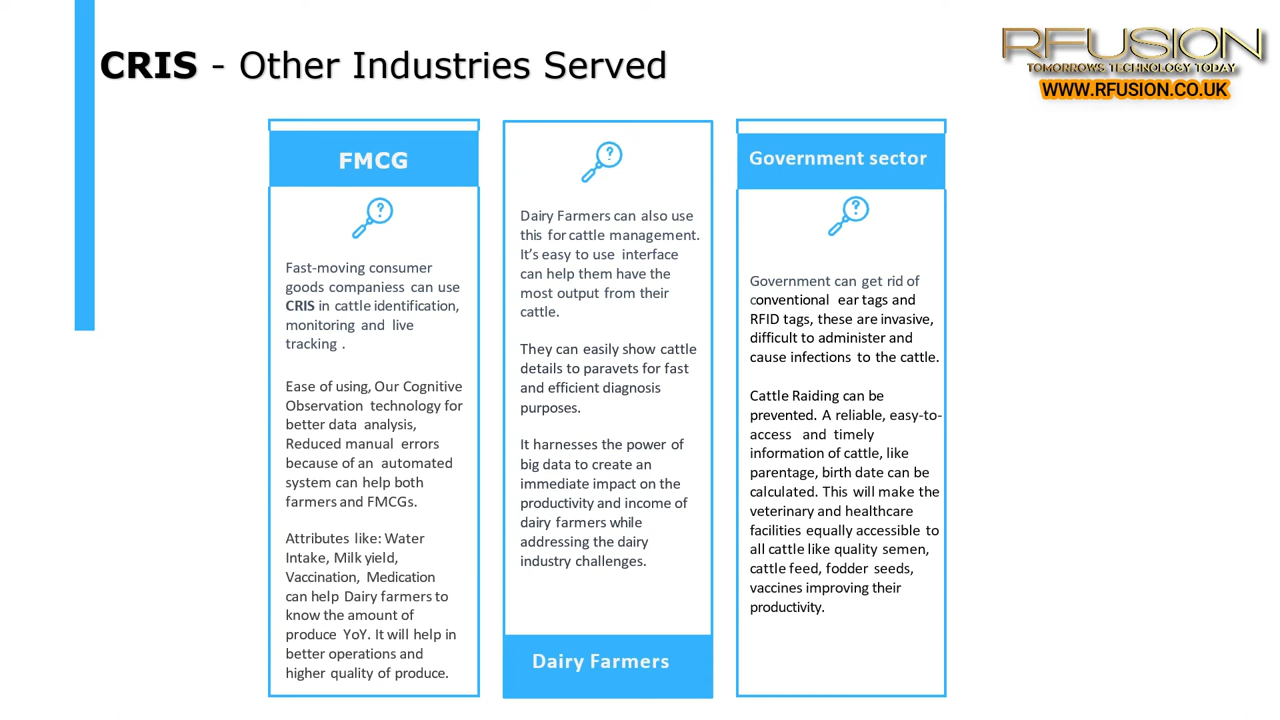 CRIS - Other Industries Served
RFUSION
TOMORROWS TECHNOLOGY TODAY
WWW.RFUSION.CO.UK
FMCG
?
Fast-moving consumer
goods companiess can use
CRIS in cattle identification,
monitoring and live
tracking .
Ease of using, Our Cognitive
Observation technology for
better data analysis,
Reduced manual errors
because of an automated
system can help both
farmers and FMCGs.
Attributes like: Water
Intake, Milk yield,
Vaccination, Medication
can help Dairy farmers to
know the amount of
produce YoY. It will help in
better operations and
higher quality of produce.
?
Dairy Farmers can also use
this for cattle management.
It’s easy to use interface
can help them have the
most output from their
cattle.
They can easily show cattle
details to paravets for fast
and efficient diagnosis
purposes.
It harnesses the power of
big data to create an
immediate impact on the
productivity and income of
dairy farmers while
addressing the dairy
industry challenges.
Dairy Farmers
Government sector
?
Government can get rid of
conventional ear tags and
RFID tags, these are invasive,
difficult to administer and
cause infections to the cattle.
Cattle Raiding can be
prevented. A reliable, easy-to-
access and timely
information of cattle, like
parentage, birth date can be
calculated. This will make the
veterinary and healthcare
facilities equally accessible to
all cattle like quality semen,
cattle feed, fodder seeds,
vaccines improving their
productivity.